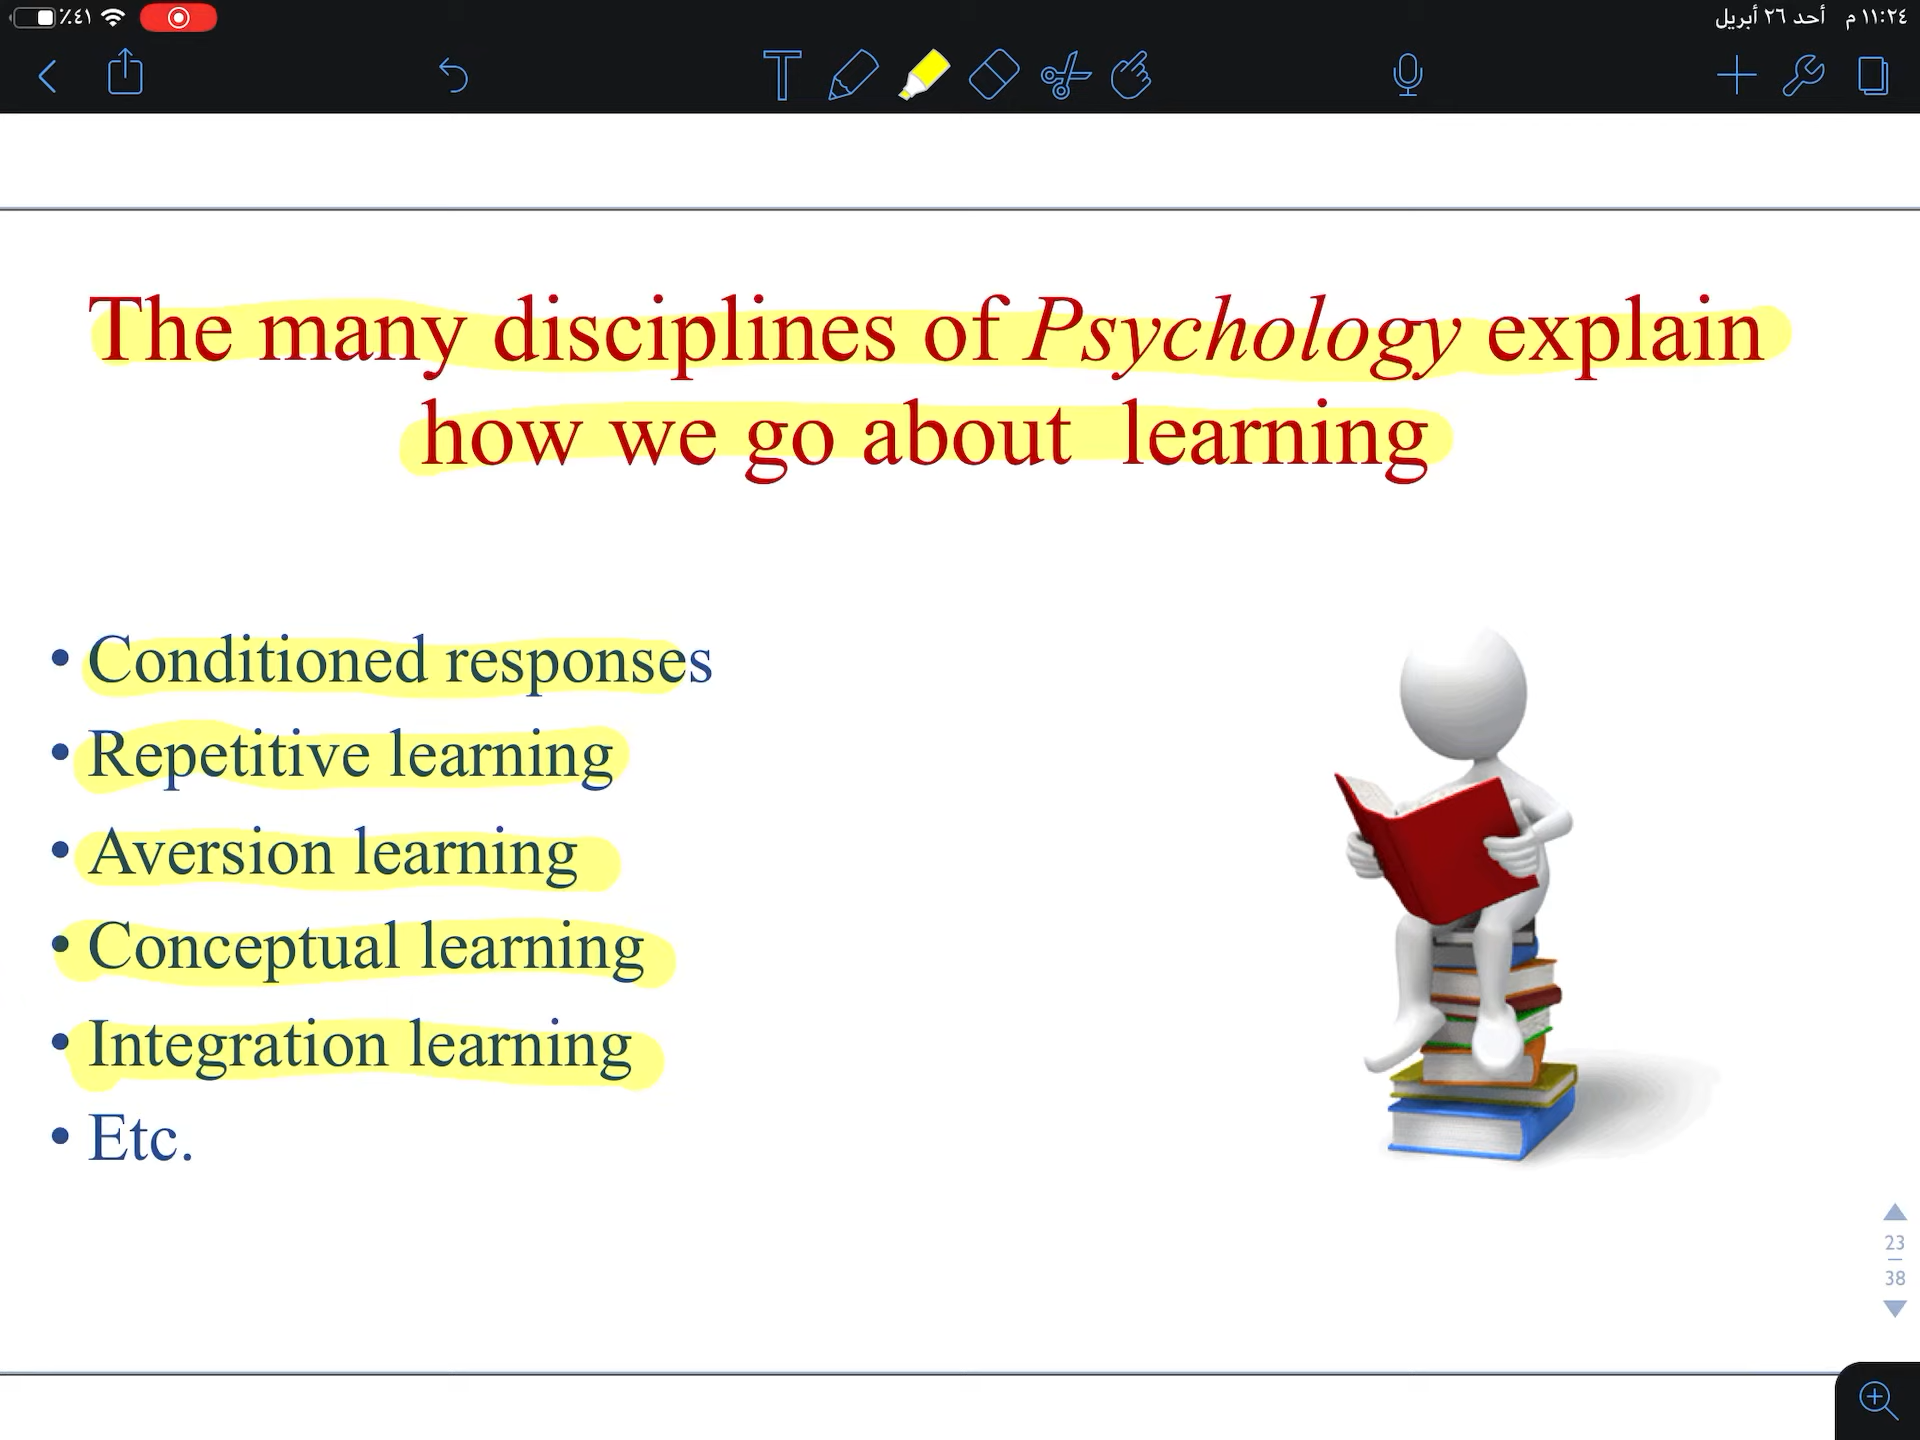 ٪٤١
أحد ٢٦ أبريل ١١:٢٤ م
T
The many disciplines of Psychology explain
how we go about learning
• Conditioned responses
• Repetitive learning
• Aversion learning
• Conceptual learning
• Integration learning
• Etc.
23
38